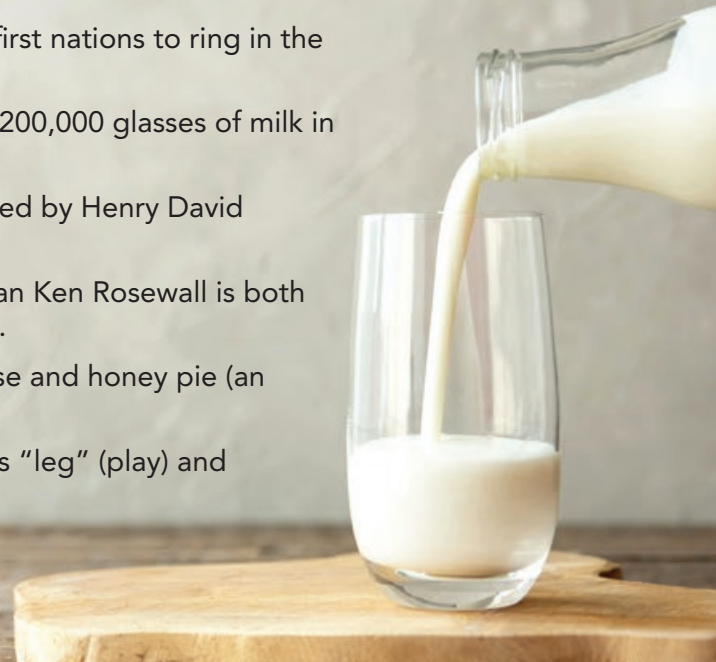 first nations to ring in the
200,000 glasses of milk in
ed by Henry David
an Ken Rosewall is both
.
se and honey pie (an
s “leg” (play) and